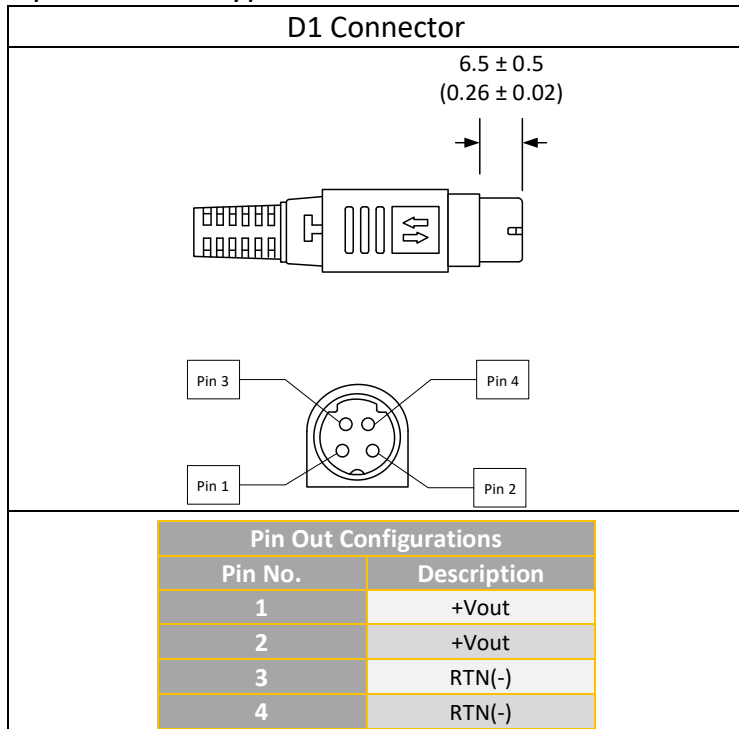 D1 Connector
6.5 ± 0.5
(0.26 ± 0.02)
Pin 3
Pin 4
Pin 1
Pin 2
Pin Out Configurations
Pin No. Description
1 +Vout
2 +Vout
3 RTN(-)
4 RTN(-)